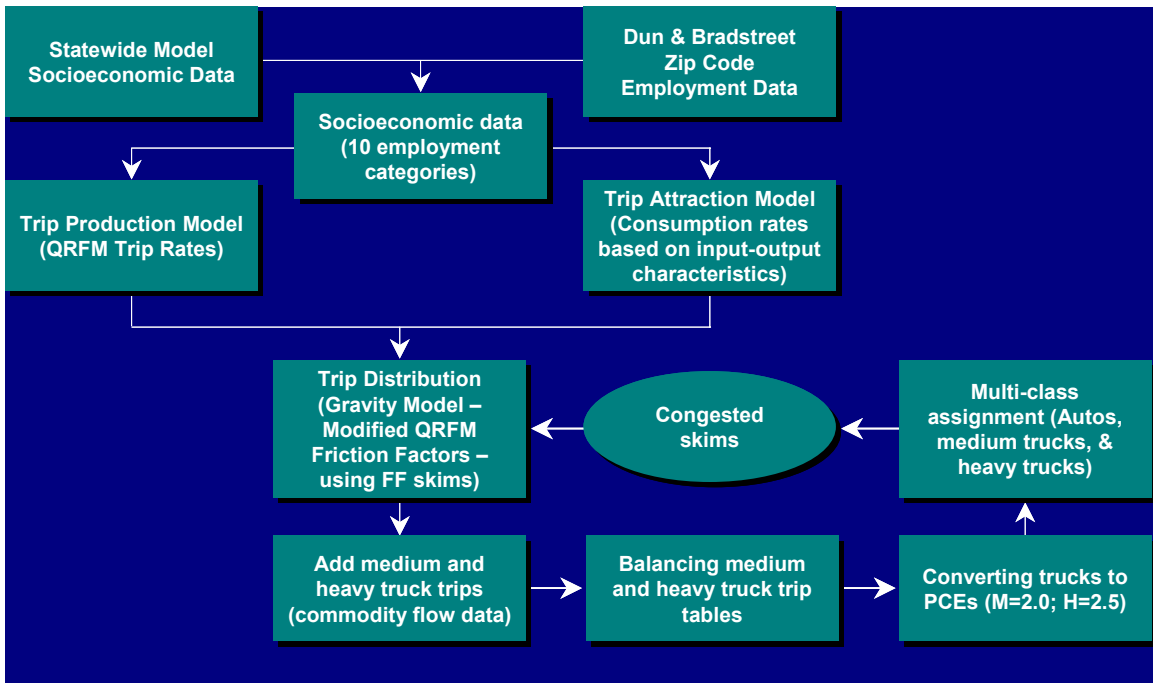 Statewide Model
Socioeconomic Data
Dun & Bradstreet
Zip Code
Employment Data
Socioeconomic data
(10 employment
categories)
Trip Production Model
(QRFM Trip Rates)
Trip Attraction Model
(Consumption rates
based on input-output
characteristics)
Trip Distribution
(Gravity Model –
Modified QRFM
Friction Factors –
using FF skims)
Congested
skims
Multi-class
assignment (Autos,
medium trucks, &
heavy trucks)
Add medium and
heavy truck trips
(commodity flow data)
Balancing medium
and heavy truck trip
tables
Converting trucks to
PCEs (M=2.0; H=2.5)